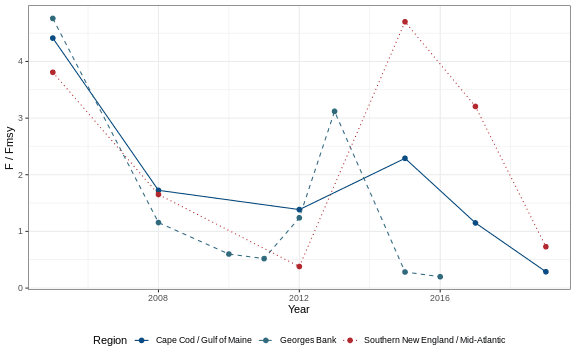 F / Fmsy
4
3
2
1
0
2008 2012 2016
Year
Region Cape Cod / Gulf of Maine Georges Bank Southern New England / Mid-Atlantic